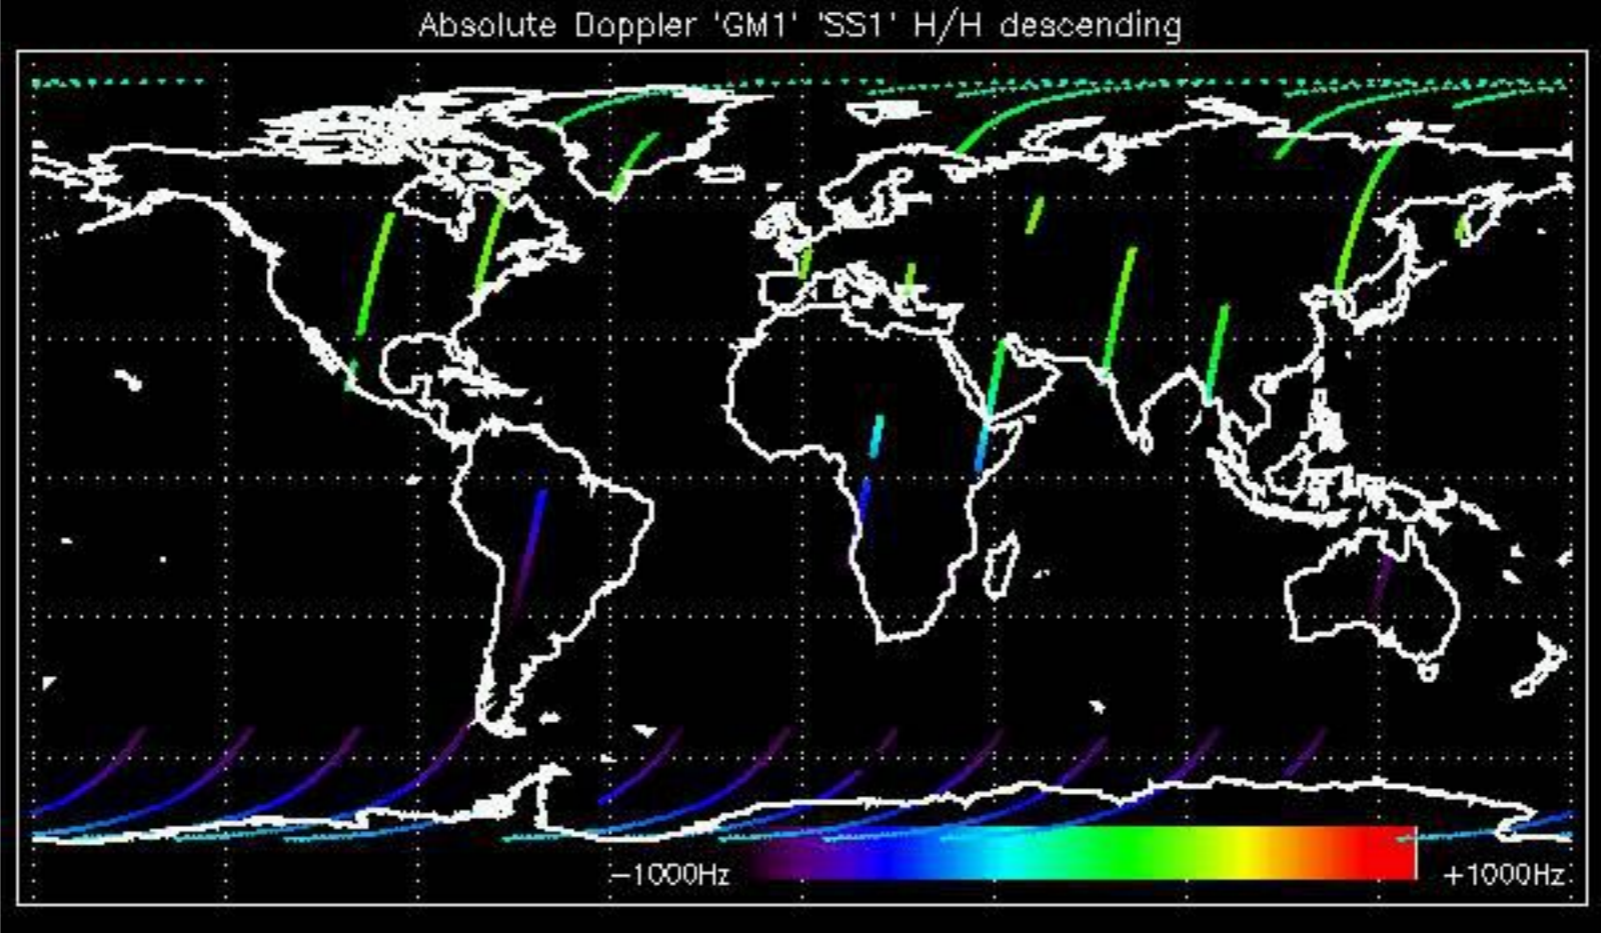 Absolute Doppler 'GM1' 'SS1' H/H descending
−1000Hz +1000Hz